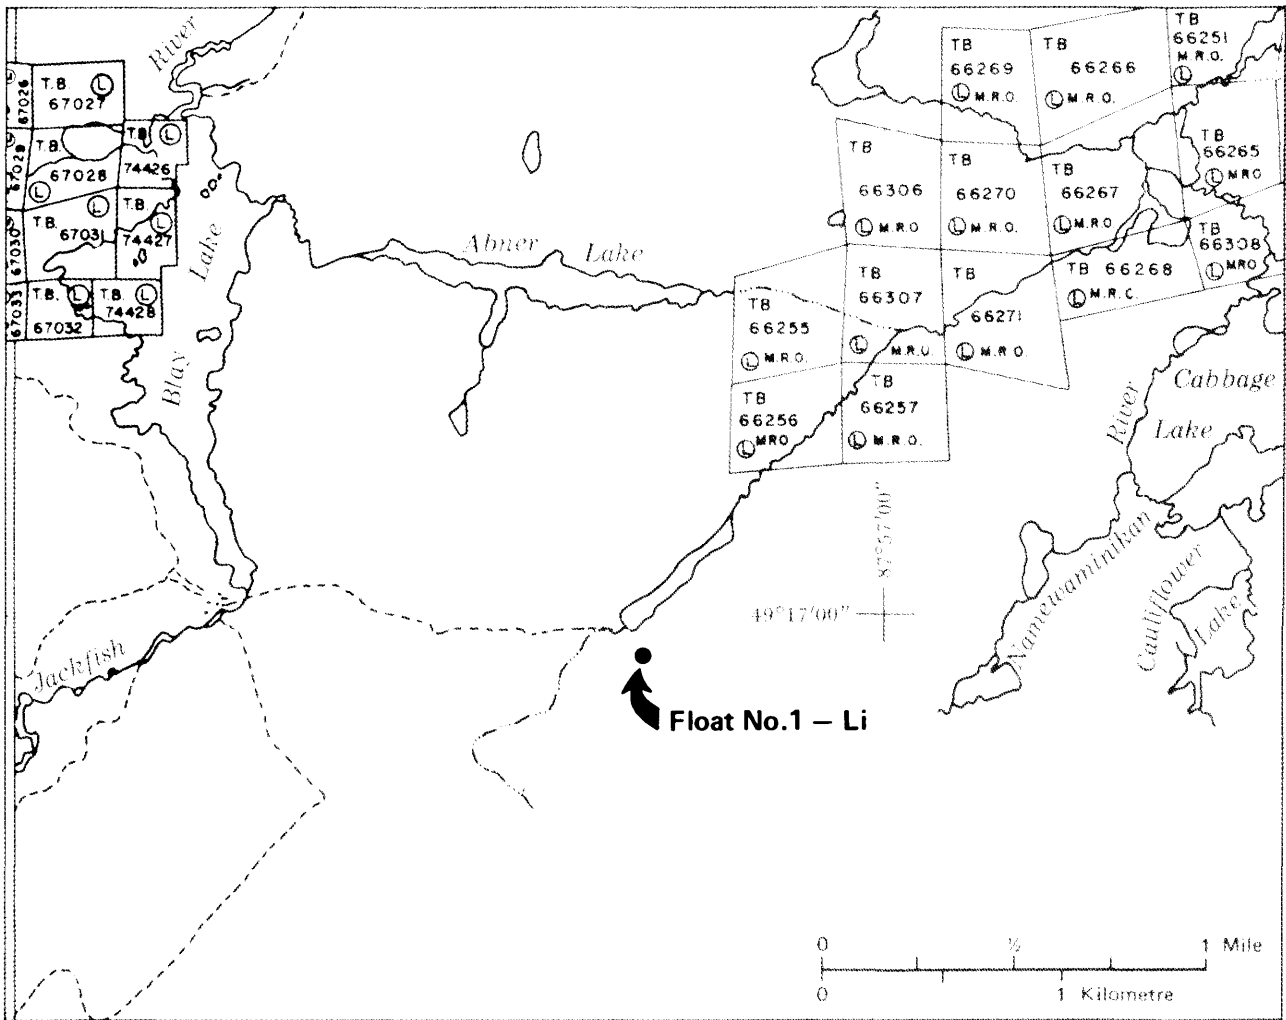 River
67026
T.B. L
67027
67029
T.B.
67028
L
T.B. L
74426
67030
T.B. L
67031
T.B. L
74427
67033
T.B. L
67032
T.B. L
74428
Blay Lake
Abner Lake
TB
66269
L M.R.O.
TB
66266
L M.R.O.
TB
66251
M.R.O.
L
TB
66306
L M.R.O
TB
66270
L M.R.O.
TB
66267
L M.R.O
TB
66265
L MRO
TB
66255
L M.R.O.
TB
66307
L M.R.O
TB
66271
L M.R.O.
TB 66268
L M.R.C.
TB
66308
L MRO
TB
66256
L MRO
TB
66257
L M.R.O.
Cabbage
Lake
Namewaminikan River
Cauliflower
Lake
87°57'00"
49°17'00"
Jackfish
Float No.1 – Li
0 ½ 1 Mile
0 1 Kilometre